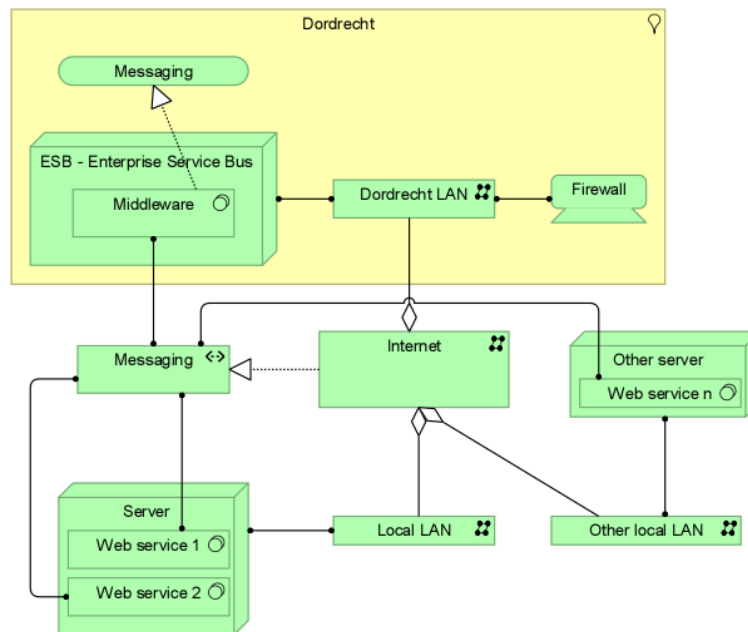 Dordrecht
Messaging
ESB - Enterprise Service Bus
Middleware
Dordrecht LAN
Firewall
Messaging
Internet
Other server
Web service n
Server
Web service 1
Web service 2
Local LAN
Other local LAN